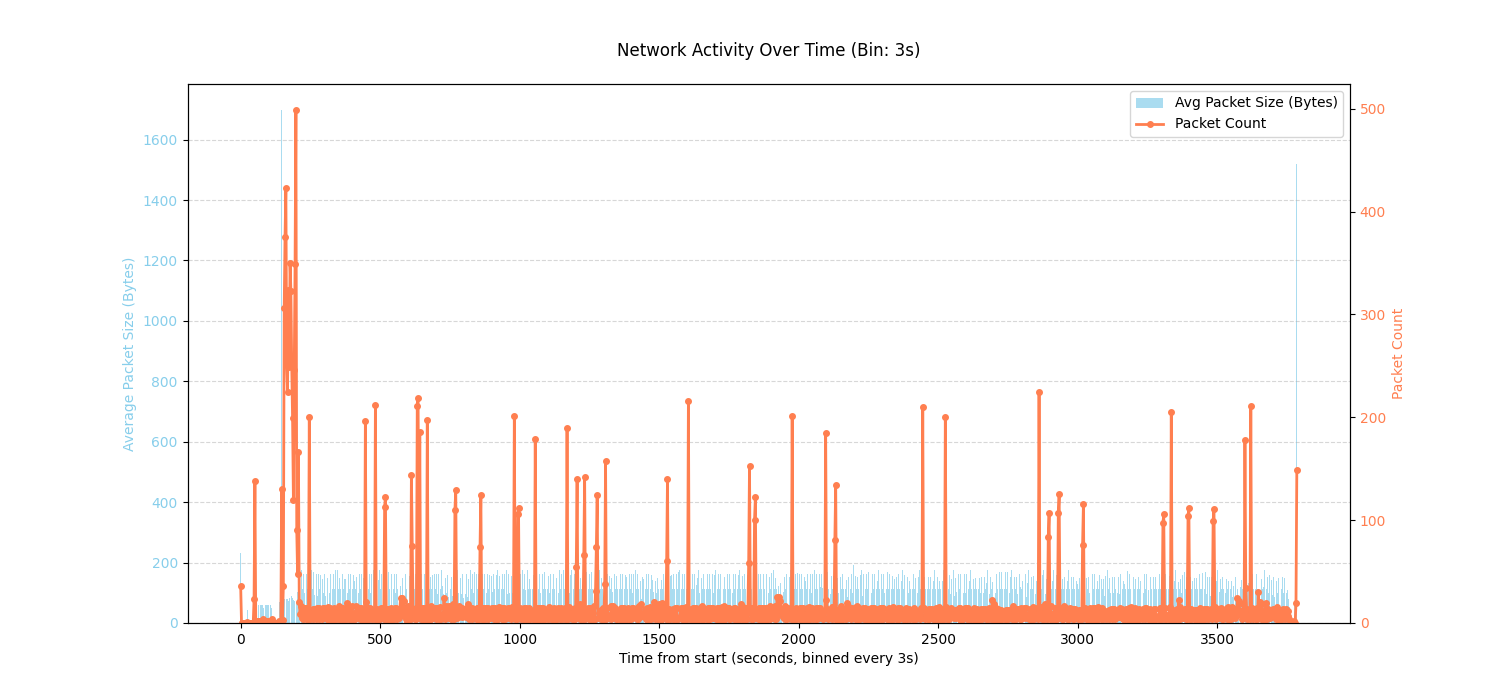 Network Activity Over Time (Bin: 3s)
Avg Packet Size (Bytes)
Packet Count
Average Packet Size (Bytes)
1600
1400
1200
1000
800
600
400
200
0
500
400
300
200
100
0
Packet Count
0 500 1000 1500 2000 2500 3000 3500
Time from start (seconds, binned every 3s)